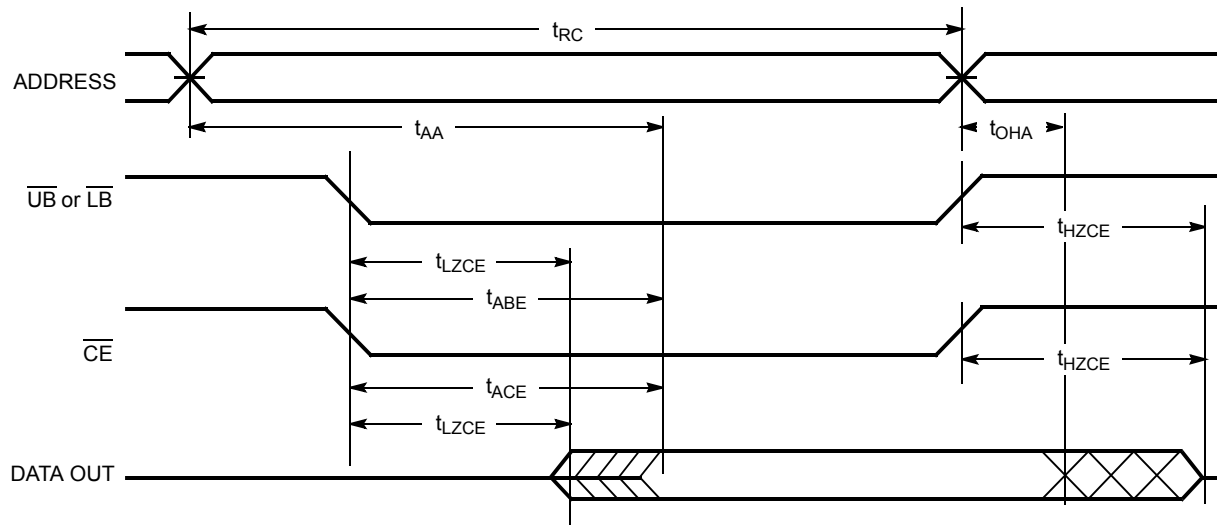 tRC
ADDRESS
tAA
tOHA
UB or LB
tHZCE
tLZCE
tABE
CE
tHZCE
tACE
tLZCE
DATA OUT